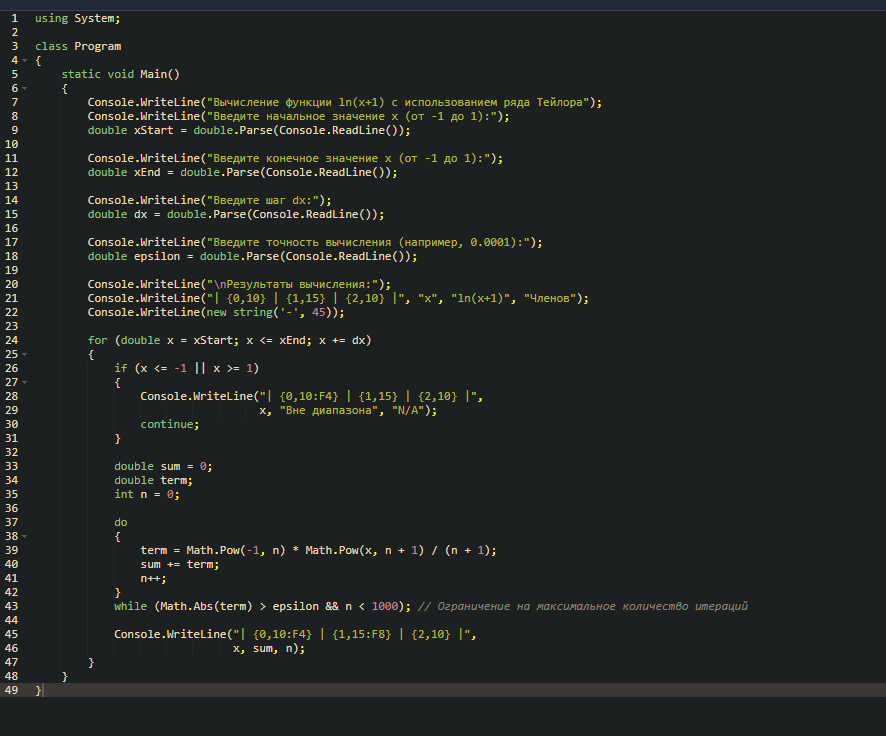 1 using System;
2
3 class Program
4 {
5 static void Main()
6 {
7 Console.WriteLine("Вычисление функции ln(x+1) с использованием ряда Тейлора");
8 Console.WriteLine("Введите начальное значение x (от -1 до 1):");
9 double xStart = double.Parse(Console.ReadLine());
10
11 Console.WriteLine("Введите конечное значение x (от -1 до 1):");
12 double xEnd = double.Parse(Console.ReadLine());
13
14 Console.WriteLine("Введите шаг dx:");
15 double dx = double.Parse(Console.ReadLine());
16
17 Console.WriteLine("Введите точность вычисления (например, 0.0001):");
18 double epsilon = double.Parse(Console.ReadLine());
19
20 Console.WriteLine("\nРезультаты вычисления:");
21 Console.WriteLine("| {0,10} | {1,15} | {2,10} |", "x", "ln(x+1)", "Членов");
22 Console.WriteLine(new string('-', 45));
23
24 for (double x = xStart; x <= xEnd; x += dx)
25 {
26 if (x <= -1 || x >= 1)
27 {
28 Console.WriteLine("| {0,10:F4} | {1,15} | {2,10} |",
29 x, "Вне диапазона", "N/A");
30 continue;
31 }
32
33 double sum = 0;
34 double term;
35 int n = 0;
36
37 do
38 {
39 term = Math.Pow(-1, n) * Math.Pow(x, n + 1) / (n + 1);
40 sum += term;
41 n++;
42 }
43 while (Math.Abs(term) > epsilon && n < 1000); // Ограничение на максимальное количество итераций
44
45 Console.WriteLine("| {0,10:F4} | {1,15:F8} | {2,10} |",
46 x, sum, n);
47 }
48 }
49 }